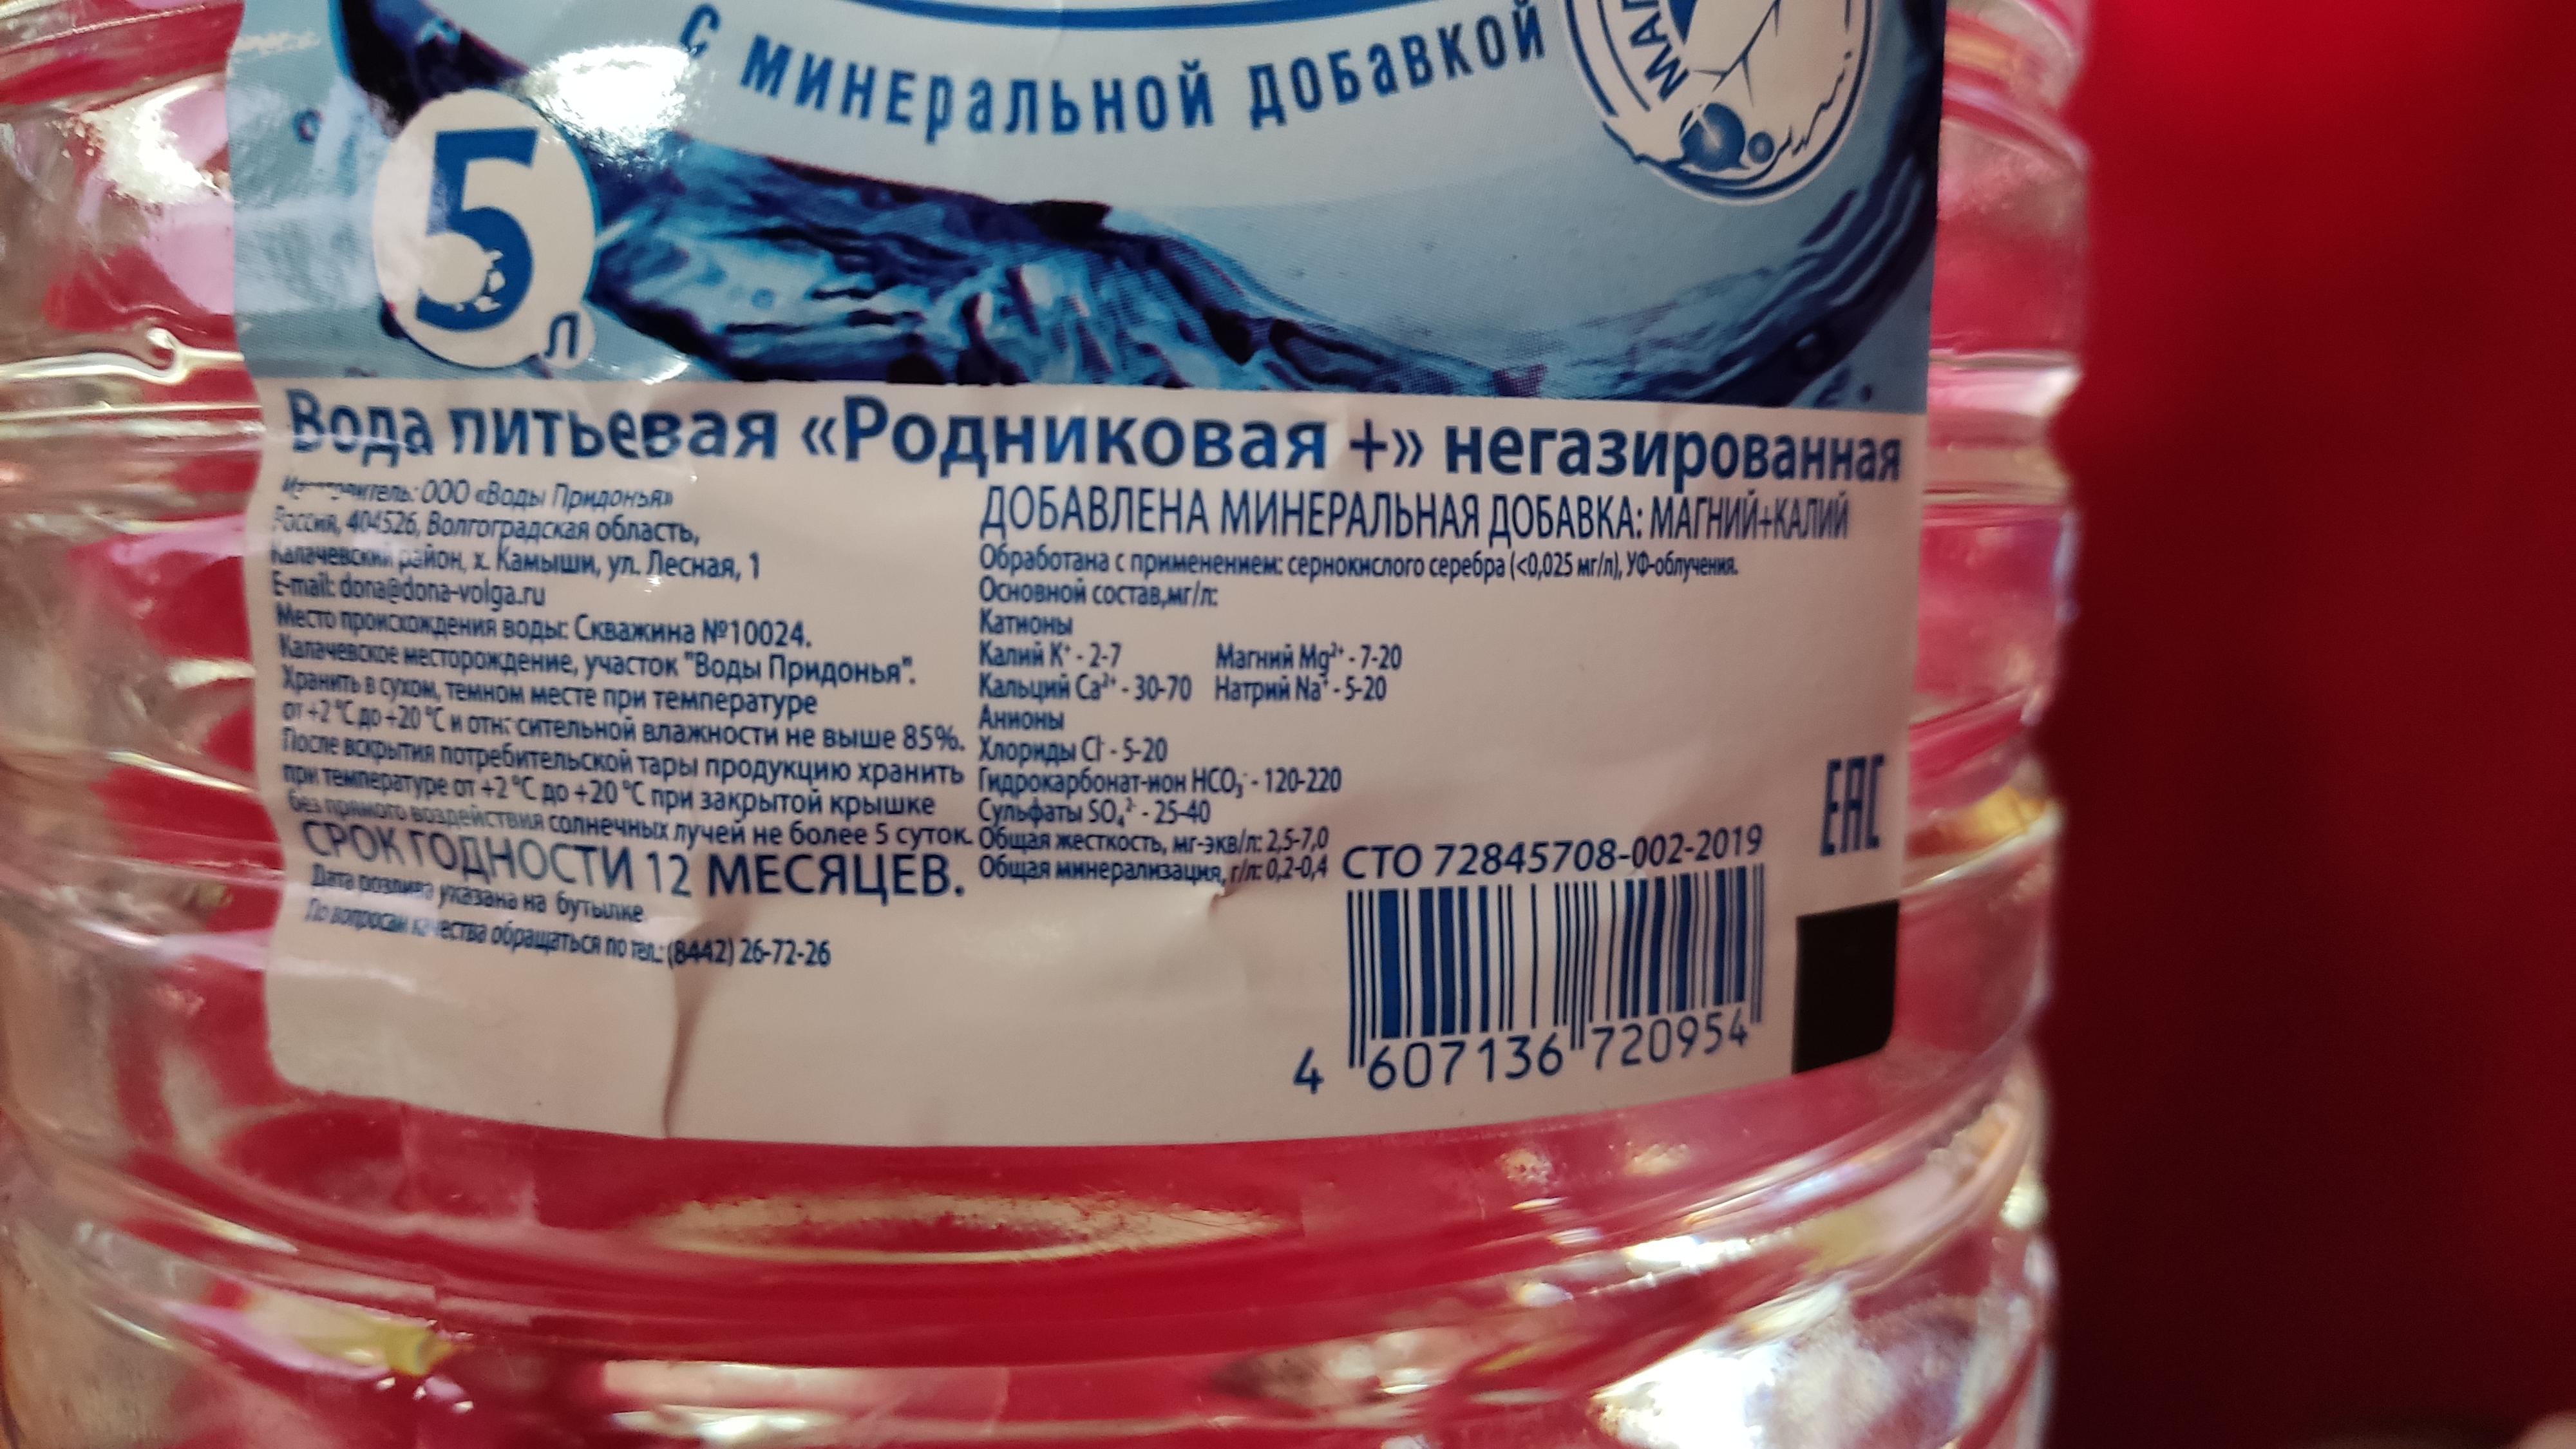 с минеральной добавкой
МАГ
5
л
Вода питьевая «Родниковая +» негазированная
Изготовитель: ООО «Воды Придонья»
Россия, 404526, Волгоградская область,
Калачевский район, х. Камыши, ул. Лесная, 1
E-mail: dona@dona-volga.ru
Место происхождения воды: Скважина №10024.
Калачевское месторождение, участок "Воды Придонья".
Хранить в сухом, темном месте при температуре
от +2 °С до +20 °С и относительной влажности не выше 85%.
После вскрытия потребительской тары продукцию хранить
при температуре от +2 °С до +20 °С при закрытой крышке
без прямого воздействия солнечных лучей не более 5 суток.
СРОК ГОДНОСТИ 12 МЕСЯЦЕВ.
Дата розлива указана на бутылке
По вопросам качества обращаться по тел.: (8442) 26-72-26
ДОБАВЛЕНА МИНЕРАЛЬНАЯ ДОБАВКА: МАГНИЙ+КАЛИЙ
Обработана с применением: сернокислого серебра (<0,025 мг/л), УФ-облучения.
Основной состав,мг/л:
Катионы
Калий K⁺ - 2-7 Магний Mg²⁺ - 7-20
Кальций Ca²⁺ - 30-70 Натрий Na⁺ - 5-20
Анионы
Хлориды Cl⁻ - 5-20
Гидрокарбонат-ион HCO₃⁻ - 120-220
Сульфаты SO₄²⁻ - 25-40
Общая жесткость, мг-экв/л: 2,5-7,0
Общая минерализация, г/л: 0,2-0,4
СТО 72845708-002-2019
EAC
4 607136 720954